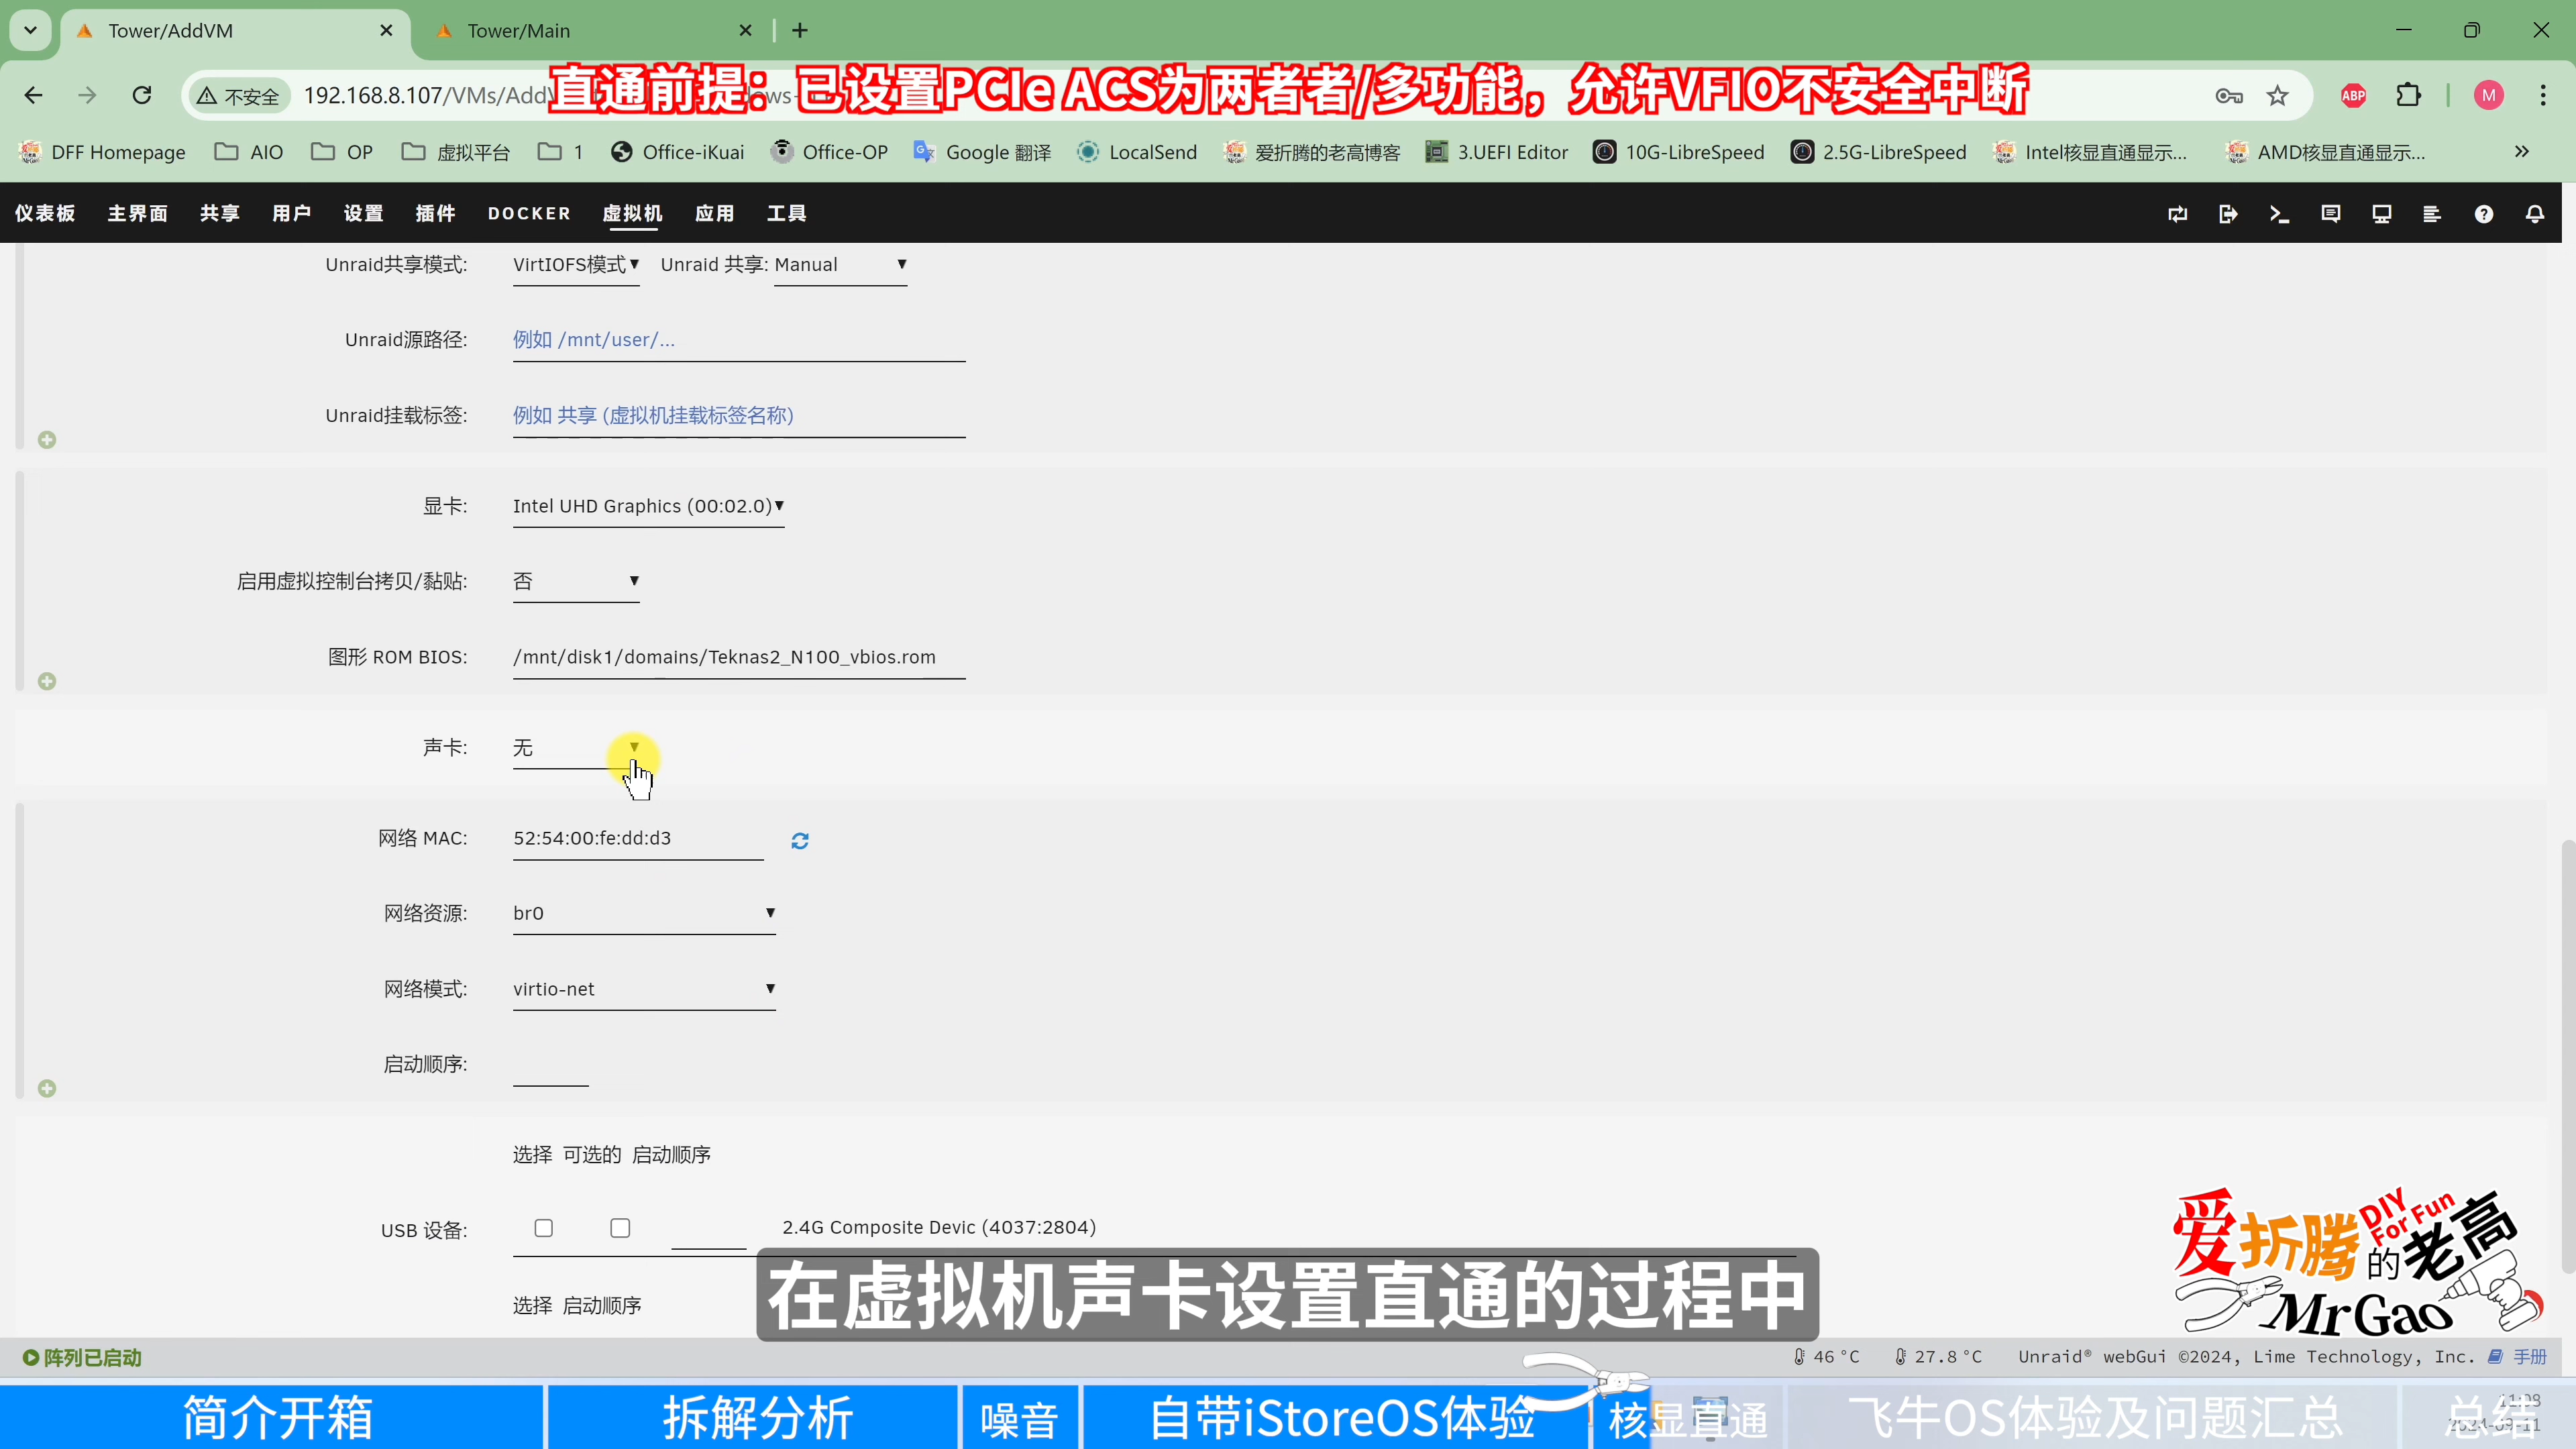 Tower/AddVM
Tower/Main
不安全
192.168.8.107/VMs/Add
直通前提：已设置PCIe ACS为两者者/多功能，允许VFIO不安全中断
ABP
M
DFF Homepage
AIO
OP
虚拟平台
1
Office-iKuai
Office-OP
Google 翻译
LocalSend
爱折腾的老高博客
3.UEFI Editor
10G-LibreSpeed
2.5G-LibreSpeed
Intel核显直通显示...
AMD核显直通显示...
仪表板 主界面 共享 用户 设置 插件 DOCKER 虚拟机 应用 工具
Unraid共享模式: VirtIOFS模式 Unraid 共享: Manual
Unraid源路径: 例如 /mnt/user/...
Unraid挂载标签: 例如 共享 (虚拟机挂载标签名称)
显卡: Intel UHD Graphics (00:02.0)
启用虚拟控制台拷贝/黏贴: 否
图形 ROM BIOS: /mnt/disk1/domains/Teknas2_N100_vbios.rom
声卡: 无
网络 MAC: 52:54:00:fe:dd:d3
网络资源: br0
网络模式: virtio-net
启动顺序:
选择 可选的 启动顺序
USB 设备: 2.4G Composite Devic (4037:2804)
选择 启动顺序
在虚拟机声卡设置直通的过程中
爱折腾的老高
DIY For Fun
MrGao
阵列已启动
46 °C 27.8 °C Unraid® webGui ©2024, Lime Technology, Inc. 手册
简介开箱 拆解分析 噪音 自带iStoreOS体验 核显直通 飞牛OS体验及问题汇总 总结